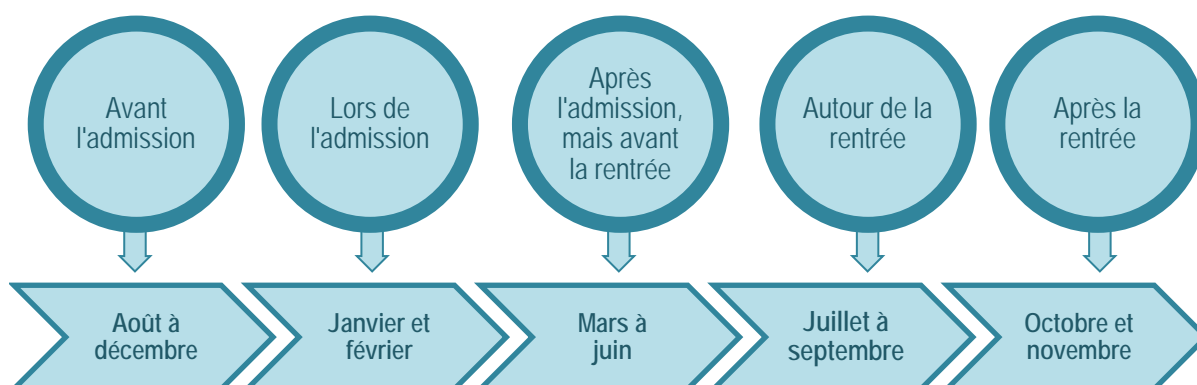 Avant
l'admission
Lors de
l'admission
Après
l'admission,
mais avant
la rentrée
Autour de la
rentrée
Après la
rentrée
Août à
décembre
Janvier et
février
Mars à
juin
Juillet à
septembre
Octobre et
novembre